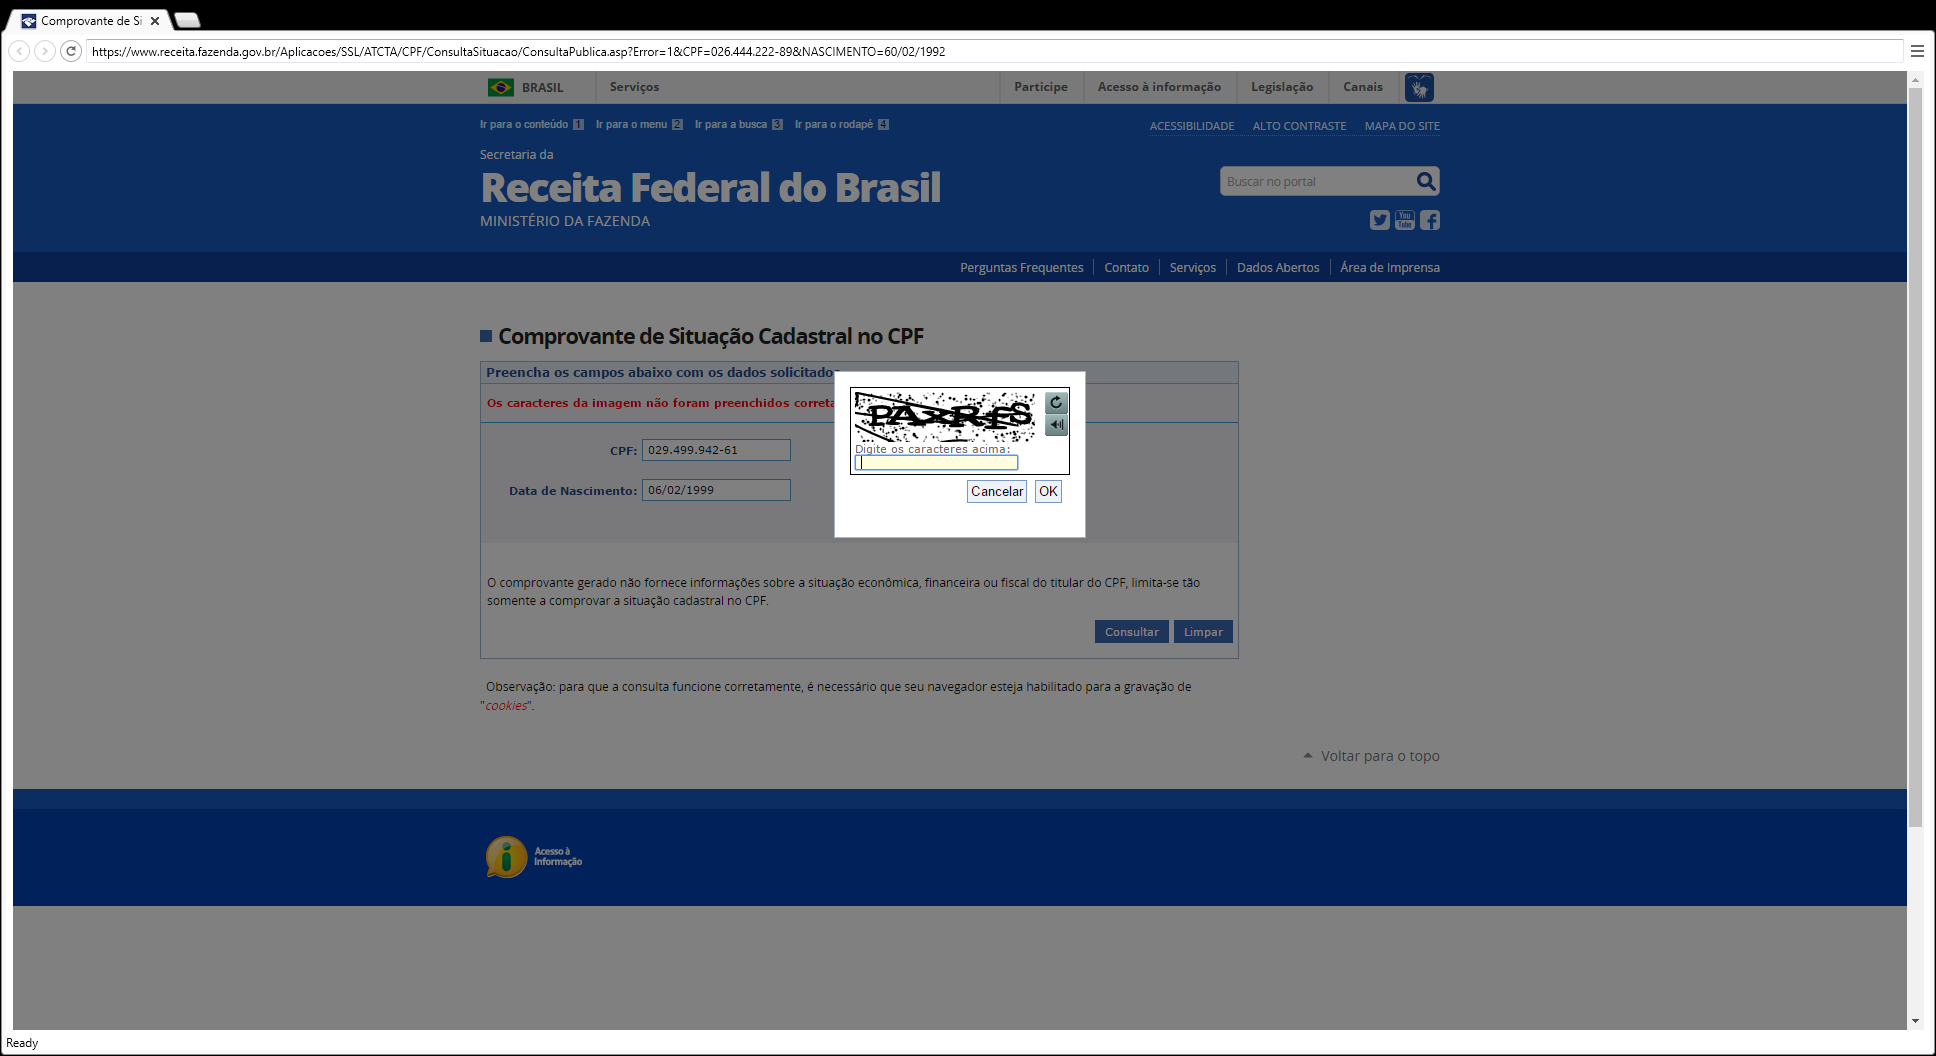 Comprovante de Si
https://www.receita.fazenda.gov.br/Aplicacoes/SSL/ATCTA/CPF/ConsultaSituacao/ConsultaPublica.asp?Error=1&CPF=026.444.222-89&NASCIMENTO=60/02/1992
BRASIL Serviços Participe Acesso à informação Legislação Canais
Ir para o conteúdo 1 Ir para o menu 2 Ir para a busca 3 Ir para o rodapé 4 ACESSIBILIDADE ALTO CONTRASTE MAPA DO SITE
Secretaria da
Receita Federal do Brasil
Buscar no portal
MINISTÉRIO DA FAZENDA
You Tube
Perguntas Frequentes Contato Serviços Dados Abertos Área de Imprensa
Comprovante de Situação Cadastral no CPF
Preencha os campos abaixo com os dados solicitados
Os caracteres da imagem não foram preenchidos correta
CPF: 029.499.942-61
Data de Nascimento: 06/02/1999
Digite os caracteres acima:
Cancelar OK
O comprovante gerado não fornece informações sobre a situação econômica, financeira ou fiscal do titular do CPF, limita-se tão
somente a comprovar a situação cadastral no CPF.
Consultar Limpar
Observação: para que a consulta funcione corretamente, é necessário que seu navegador esteja habilitado para a gravação de
"cookies".
Voltar para o topo
Acesso à
Informação
Ready